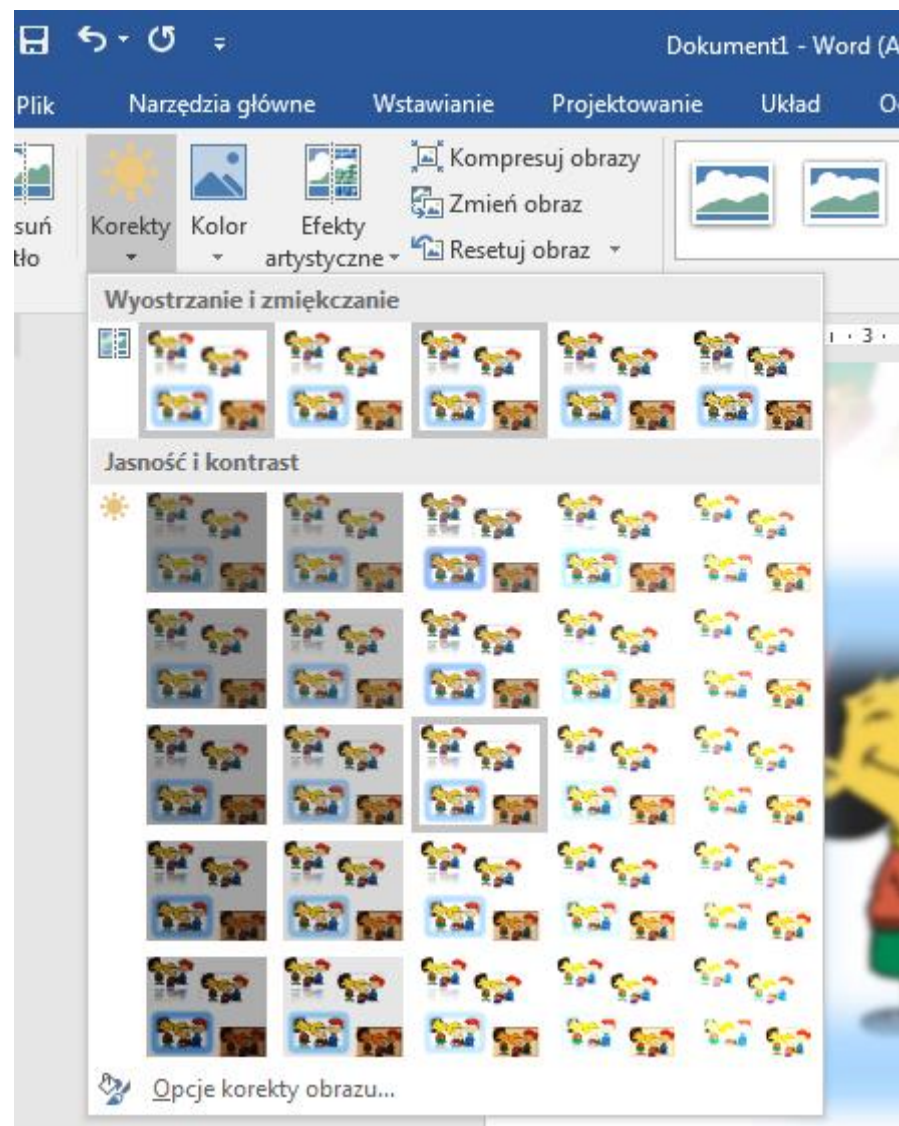 Dokument1 - Word (A
Plik Narzędzia główne Wstawianie Projektowanie Układ O
suń tło
Korekty
Kolor
Efekty artystyczne
Kompresuj obrazy
Zmień obraz
Resetuj obraz
Wyostrzanie i zmiękczanie
3
Jasność i kontrast
Opcje korekty obrazu...